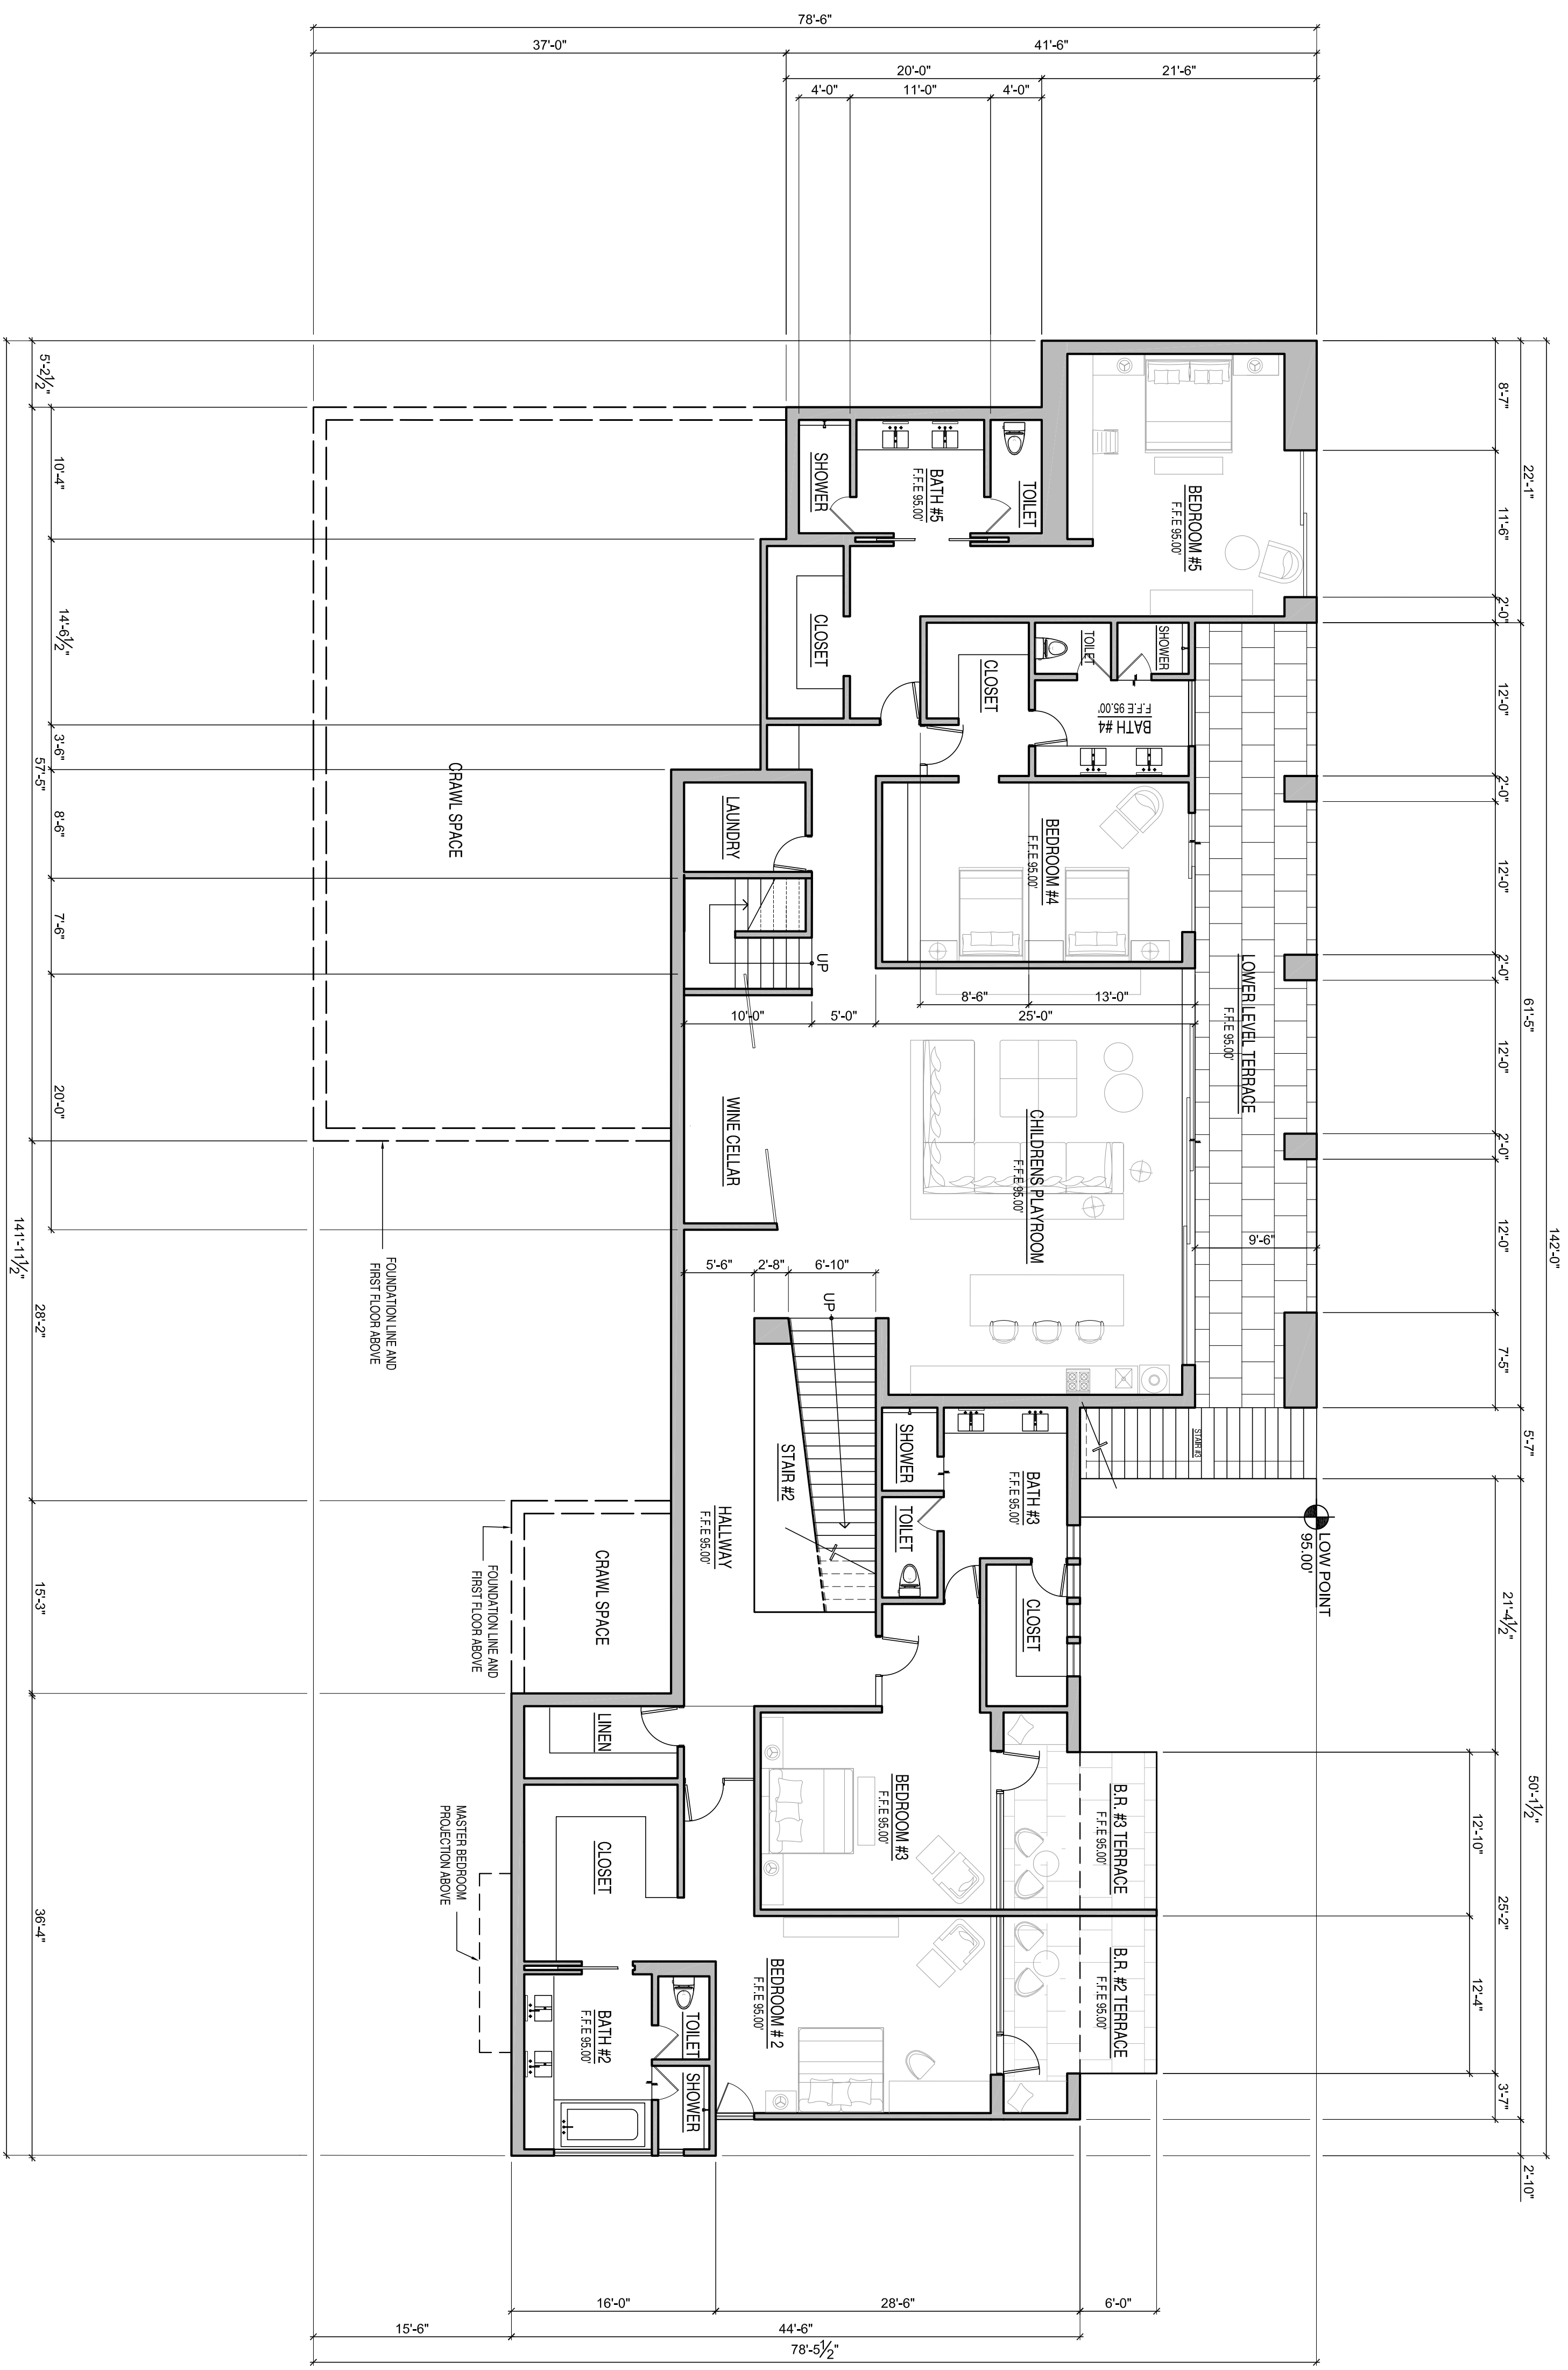 78'-6"
37'-0"
41'-6"
20'-0"
21'-6"
4'-0"
11'-0"
4'-0"
5'-2½"
10'-4"
14'-6½"
3'-6"
57'-5"
8'-6"
7'-6"
20'-0"
141'-11½"
28'-2"
15'-3"
36'-4"
8'-7"
22'-1"
11'-6"
2'-0"
12'-0"
2'-0"
12'-0"
2'-0"
61'-5"
12'-0"
2'-0"
12'-0"
142'-0"
7'-5"
5'-7"
21'-4½"
50'-1½"
12'-10"
25'-2"
12'-4"
3'-7"
2'-10"
BEDROOM #5
F.F.E 95.00'
TOILET
BATH #5
F.F.E 95.00'
SHOWER
CLOSET
SHOWER
TOILET
BATH #4
F.F.E 95.00'
CLOSET
CRAWL SPACE
LAUNDRY
UP
BEDROOM #4
F.F.E 95.00'
LOWER LEVEL TERRACE
F.F.E 95.00'
8'-6"
13'-0"
10'-0"
5'-0"
25'-0"
WINE CELLAR
CHILDRENS PLAYROOM
F.F.E 95.00'
9'-6"
5'-6"
2'-8"
6'-10"
UP
FOUNDATION LINE AND
FIRST FLOOR ABOVE
STAIR #2
HALLWAY
F.F.E 95.00'
SHOWER
BATH #3
F.F.E 95.00'
TOILET
CLOSET
STAIR #3
LOW POINT
95.00'
CRAWL SPACE
FOUNDATION LINE AND
FIRST FLOOR ABOVE
LINEN
CLOSET
MASTER BEDROOM
PROJECTION ABOVE
BEDROOM #3
F.F.E 95.00'
B.R. #3 TERRACE
F.F.E 95.00'
B.R. #2 TERRACE
F.F.E 95.00'
BEDROOM # 2
F.F.E 95.00'
TOILET
BATH #2
F.F.E 95.00'
SHOWER
16'-0"
28'-6"
6'-0"
15'-6"
44'-6"
78'-5½"